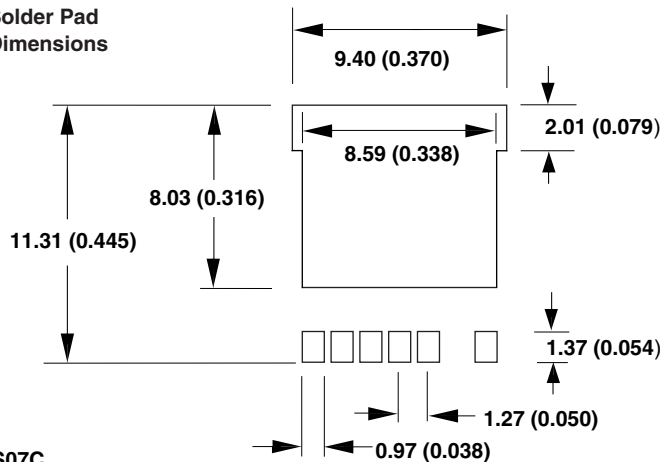 older Pad
imensions
9.40 (0.370)
2.01 (0.079)
8.59 (0.338)
8.03 (0.316)
11.31 (0.445)
1.37 (0.054)
1.27 (0.050)
0.97 (0.038)
S07C